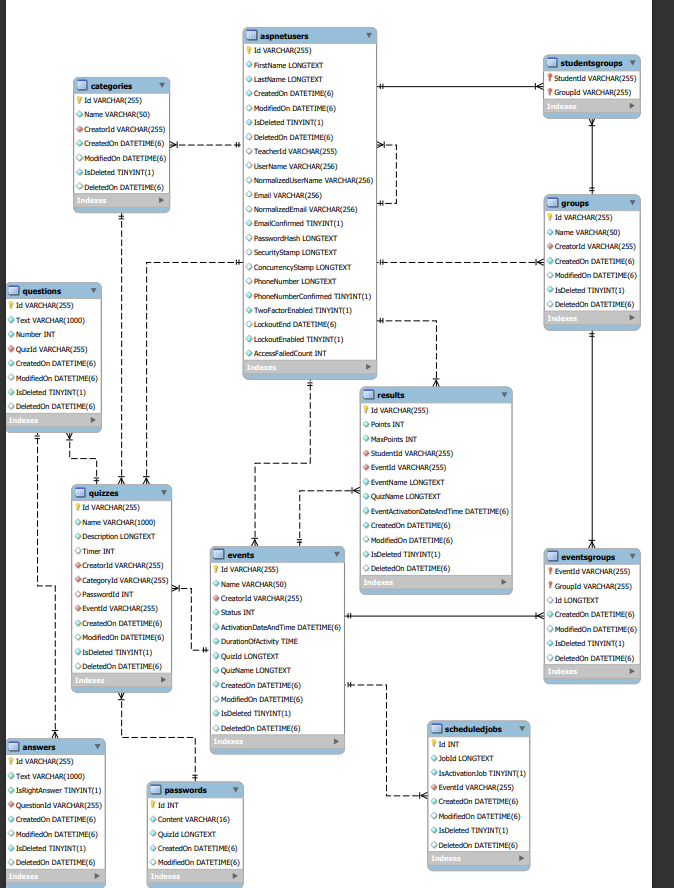 aspnetusers
Id VARCHAR(255)
FirstName LONGTEXT
LastName LONGTEXT
CreatedOn DATETIME(6)
ModifiedOn DATETIME(6)
IsDeleted TINYINT(1)
DeletedOn DATETIME(6)
TeacherId VARCHAR(255)
UserName VARCHAR(256)
NormalizedUserName VARCHAR(256)
Email VARCHAR(256)
NormalizedEmail VARCHAR(256)
EmailConfirmed TINYINT(1)
PasswordHash LONGTEXT
SecurityStamp LONGTEXT
ConcurrencyStamp LONGTEXT
PhoneNumber LONGTEXT
PhoneNumberConfirmed TINYINT(1)
TwoFactorEnabled TINYINT(1)
LockoutEnd DATETIME(6)
LockoutEnabled TINYINT(1)
AccessFailedCount INT
Indexes
studentsgroups
StudentId VARCHAR(255)
GroupId VARCHAR(255)
Indexes
categories
Id VARCHAR(255)
Name VARCHAR(50)
CreatorId VARCHAR(255)
CreatedOn DATETIME(6)
ModifiedOn DATETIME(6)
IsDeleted TINYINT(1)
DeletedOn DATETIME(6)
Indexes
groups
Id VARCHAR(255)
Name VARCHAR(50)
CreatorId VARCHAR(255)
CreatedOn DATETIME(6)
ModifiedOn DATETIME(6)
IsDeleted TINYINT(1)
DeletedOn DATETIME(6)
Indexes
questions
Id VARCHAR(255)
Text VARCHAR(1000)
Number INT
QuizId VARCHAR(255)
CreatedOn DATETIME(6)
ModifiedOn DATETIME(6)
IsDeleted TINYINT(1)
DeletedOn DATETIME(6)
Indexes
results
Id VARCHAR(255)
Points INT
MaxPoints INT
StudentId VARCHAR(255)
EventId VARCHAR(255)
EventName LONGTEXT
QuizName LONGTEXT
EventActivationDateAndTime DATETIME(6)
CreatedOn DATETIME(6)
ModifiedOn DATETIME(6)
IsDeleted TINYINT(1)
DeletedOn DATETIME(6)
Indexes
quizzes
Id VARCHAR(255)
Name VARCHAR(1000)
Description LONGTEXT
Timer INT
CreatorId VARCHAR(255)
CategoryId VARCHAR(255)
PasswordId INT
EventId VARCHAR(255)
CreatedOn DATETIME(6)
ModifiedOn DATETIME(6)
IsDeleted TINYINT(1)
DeletedOn DATETIME(6)
Indexes
events
Id VARCHAR(255)
Name VARCHAR(50)
CreatorId VARCHAR(255)
Status INT
ActivationDateAndTime DATETIME(6)
DurationOfActivity TIME
QuizId LONGTEXT
QuizName LONGTEXT
CreatedOn DATETIME(6)
ModifiedOn DATETIME(6)
IsDeleted TINYINT(1)
DeletedOn DATETIME(6)
Indexes
eventsgroups
EventId VARCHAR(255)
GroupId VARCHAR(255)
Id LONGTEXT
CreatedOn DATETIME(6)
ModifiedOn DATETIME(6)
IsDeleted TINYINT(1)
DeletedOn DATETIME(6)
Indexes
scheduledjobs
Id INT
JobId LONGTEXT
IsActivationJob TINYINT(1)
EventId VARCHAR(255)
CreatedOn DATETIME(6)
ModifiedOn DATETIME(6)
IsDeleted TINYINT(1)
DeletedOn DATETIME(6)
Indexes
answers
Id VARCHAR(255)
Text VARCHAR(1000)
IsRightAnswer TINYINT(1)
QuestionId VARCHAR(255)
CreatedOn DATETIME(6)
ModifiedOn DATETIME(6)
IsDeleted TINYINT(1)
DeletedOn DATETIME(6)
Indexes
passwords
Id INT
Content VARCHAR(16)
QuizId LONGTEXT
CreatedOn DATETIME(6)
ModifiedOn DATETIME(6)
Indexes